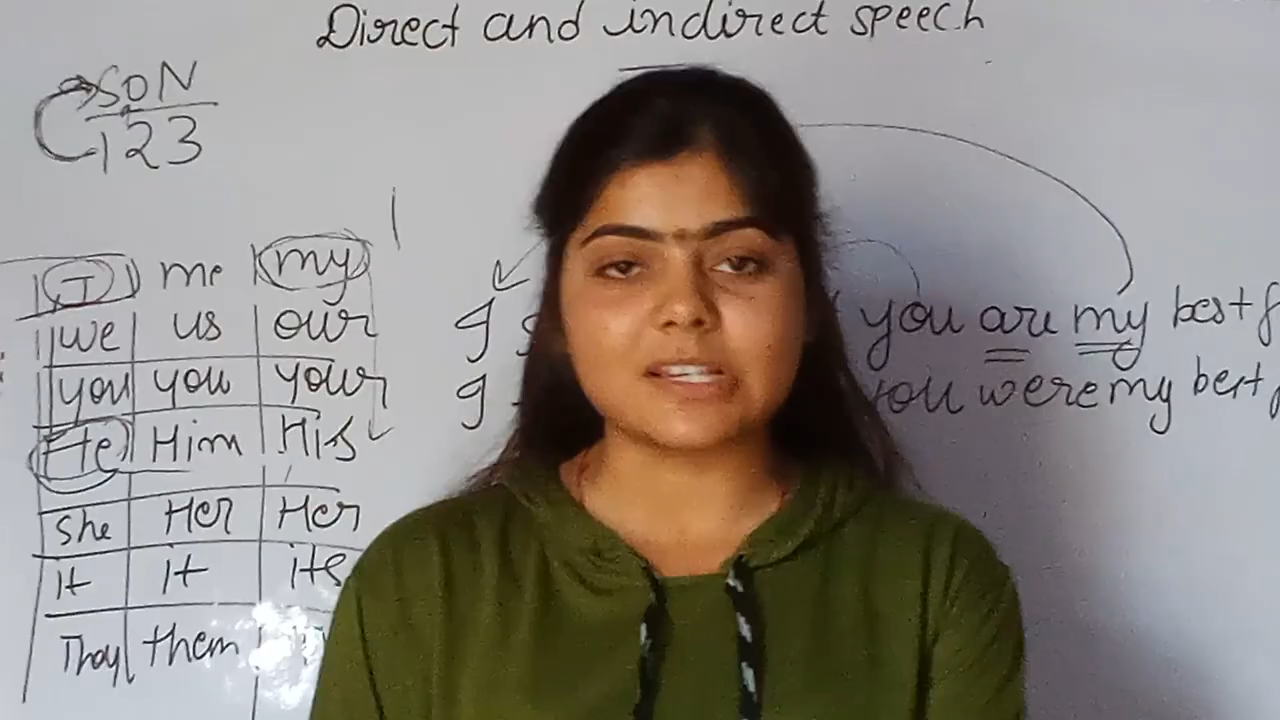 Direct and indirect speech
SON
123
I me my
we us our
you you your
He Him His
she Her Her
It it its
They them
I you are my best
I you were my best